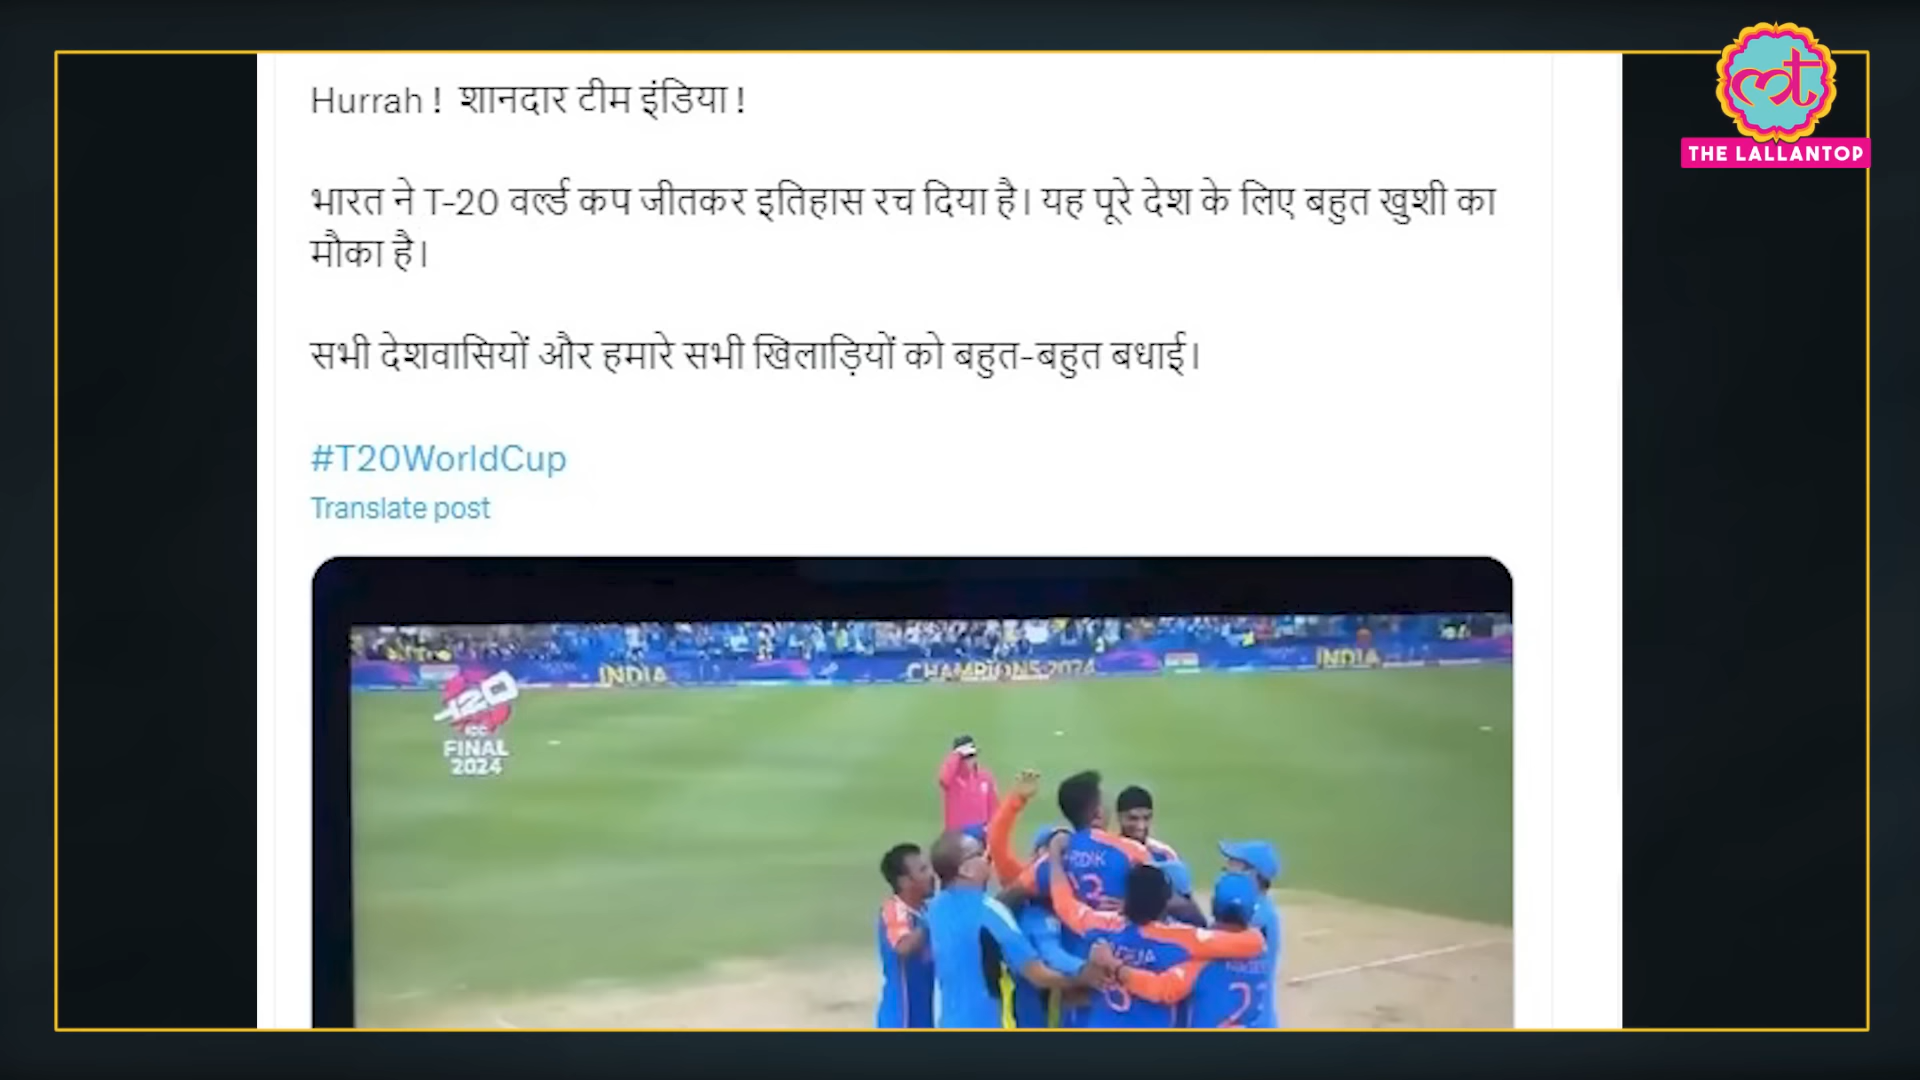 Hurrah ! शानदार टीम इंडिया !
भारत ने T-20 वर्ल्ड कप जीतकर इतिहास रच दिया है। यह पूरे देश के लिए बहुत खुशी का
मौका है।
सभी देशवासियों और हमारे सभी खिलाड़ियों को बहुत-बहुत बधाई।
#T20WorldCup
Translate post
THE LALLANTOP
INDIA
CHAMPIONS 2024
INDIA
T20
ICC
FINAL
2024